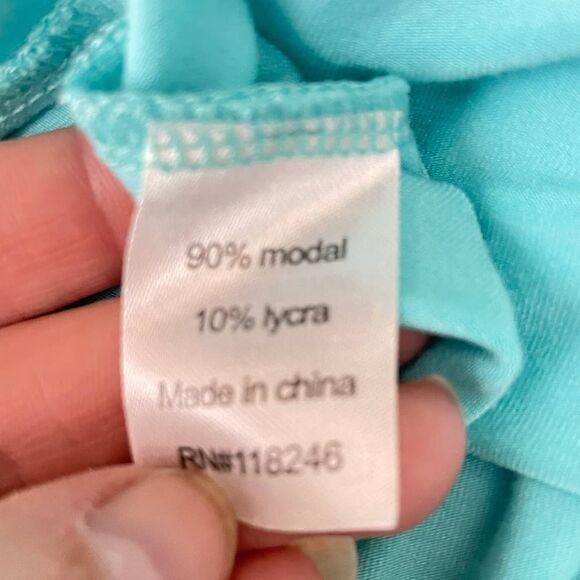 90% modal
10% lycra
Made in china
RN#118246